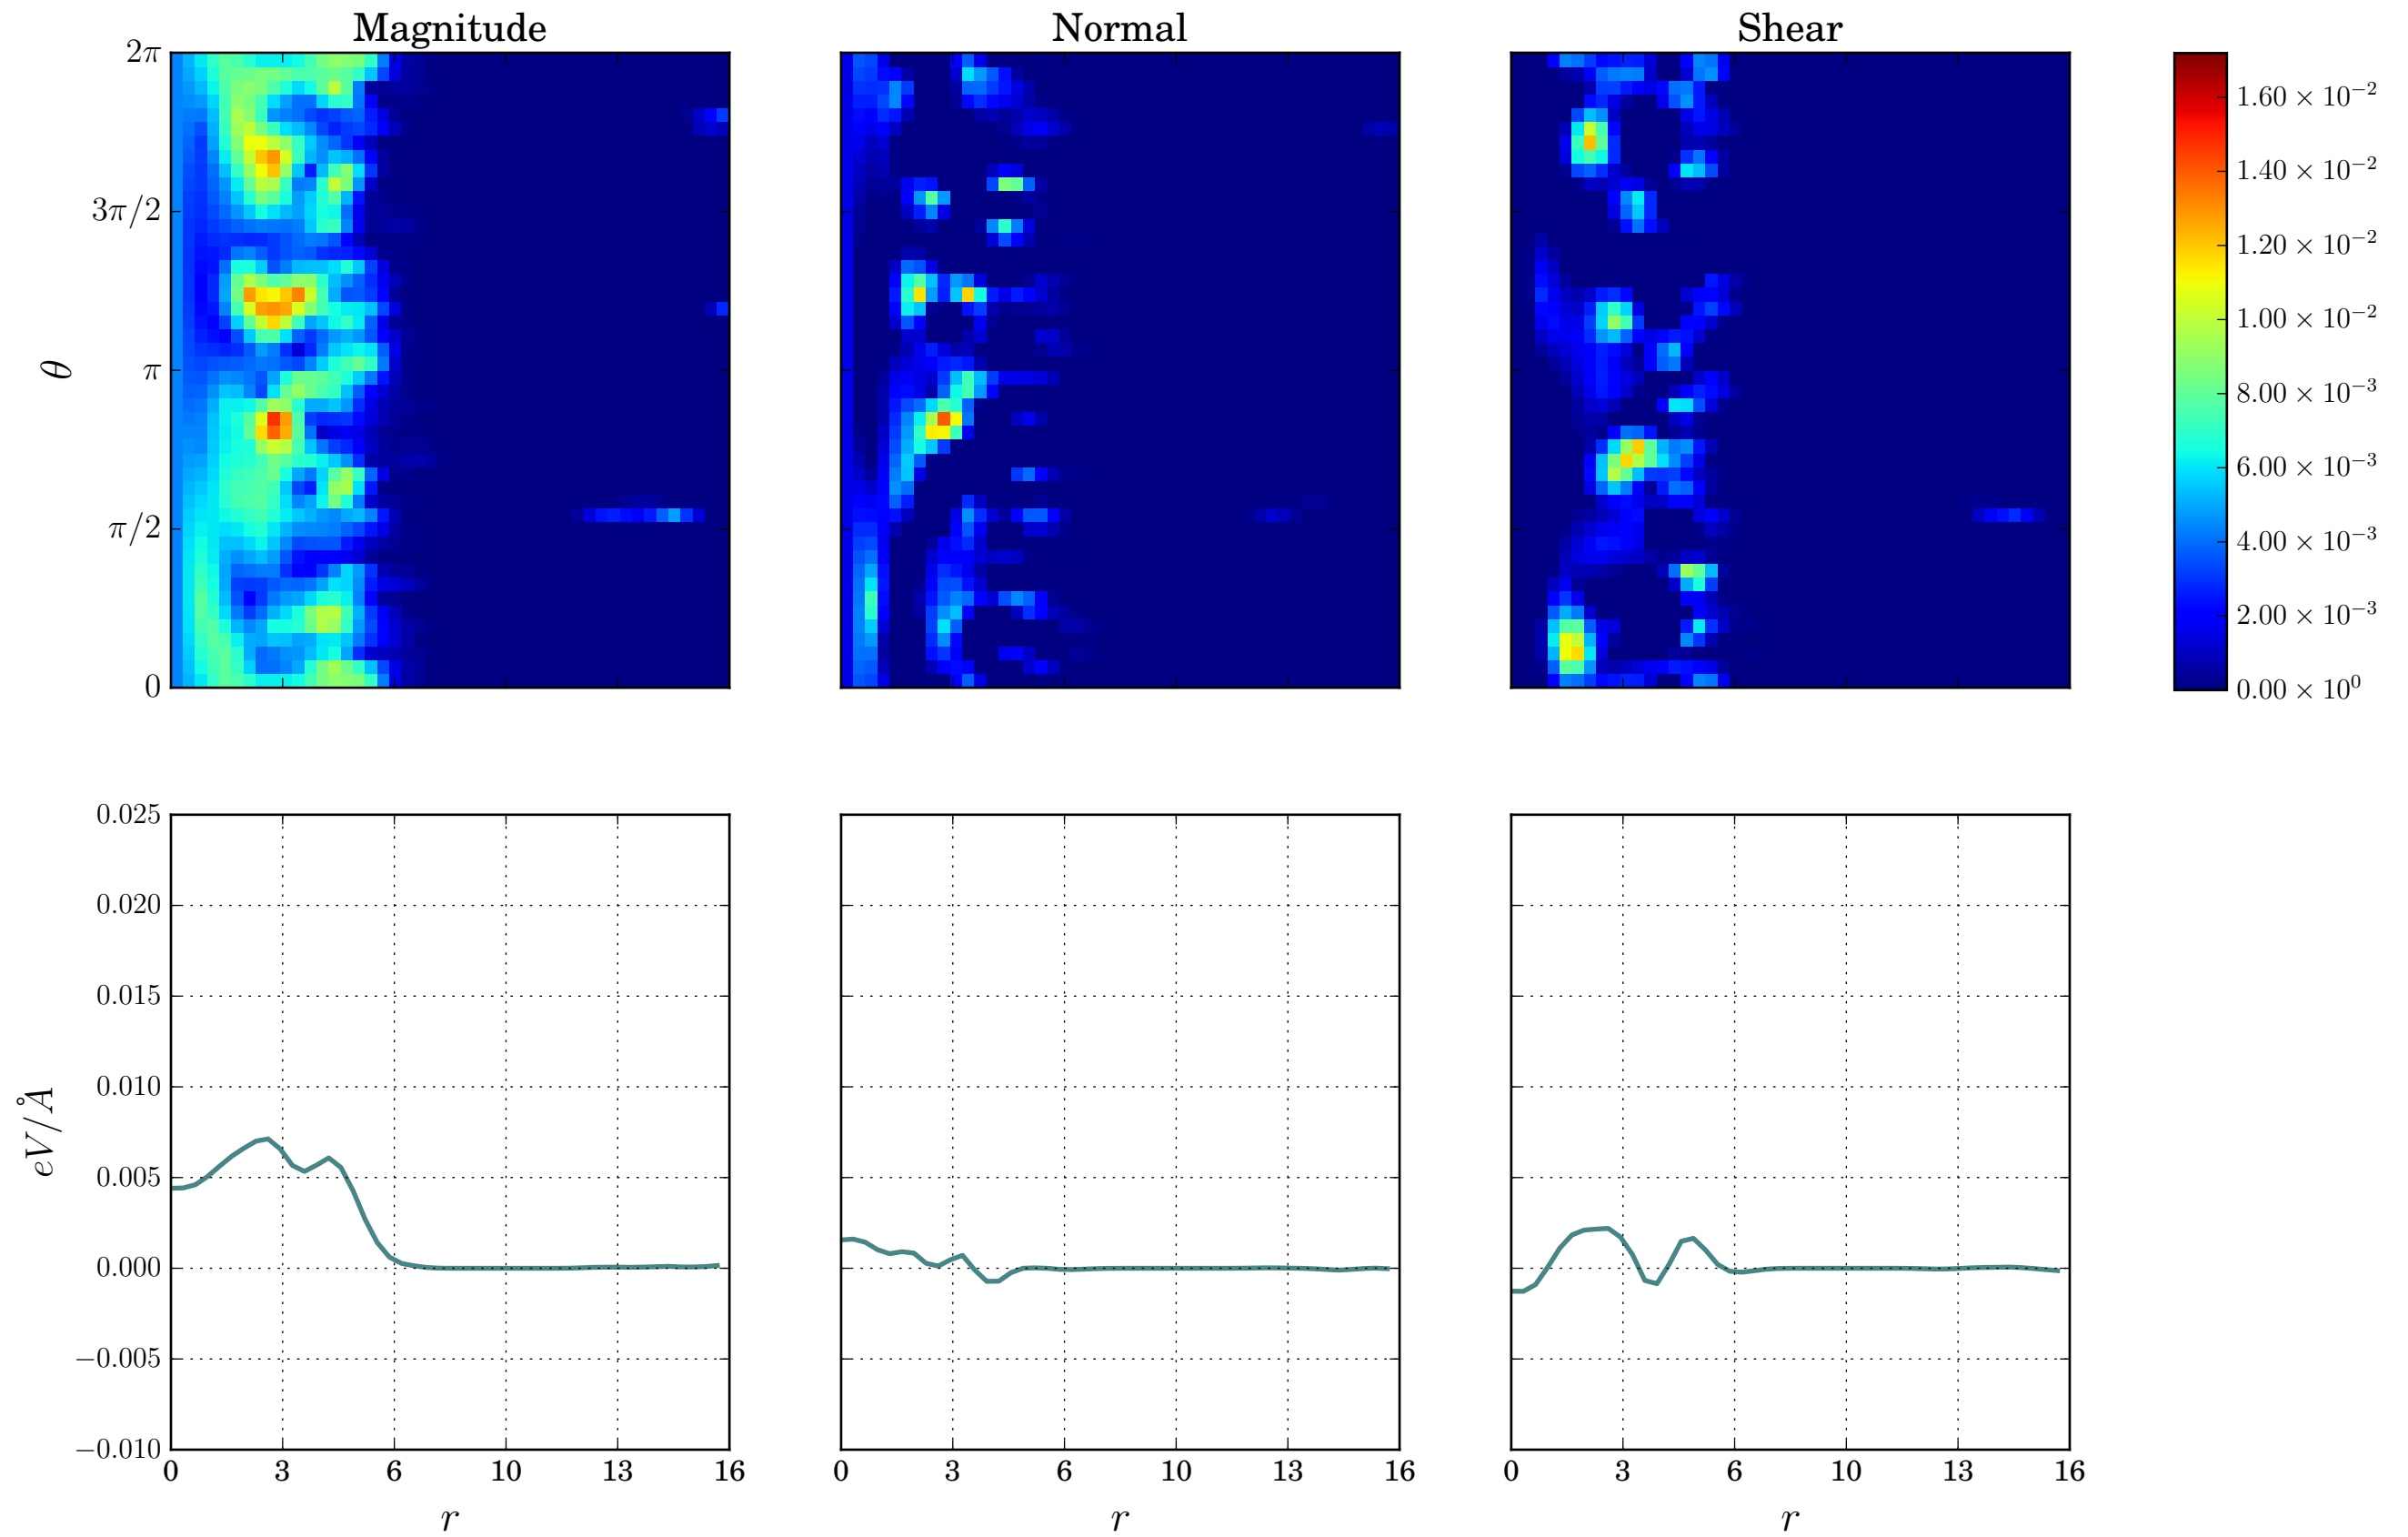 Magnitude Normal Shear
2π
3π/2
π
π/2
0
θ
1.60 × 10⁻²
1.40 × 10⁻²
1.20 × 10⁻²
1.00 × 10⁻²
8.00 × 10⁻³
6.00 × 10⁻³
4.00 × 10⁻³
2.00 × 10⁻³
0.00 × 10⁰
0.025
0.020
0.015
0.010
0.005
0.000
−0.005
−0.010
eV/Å
0 3 6 10 13 16 0 3 6 10 13 16 0 3 6 10 13 16
r r r